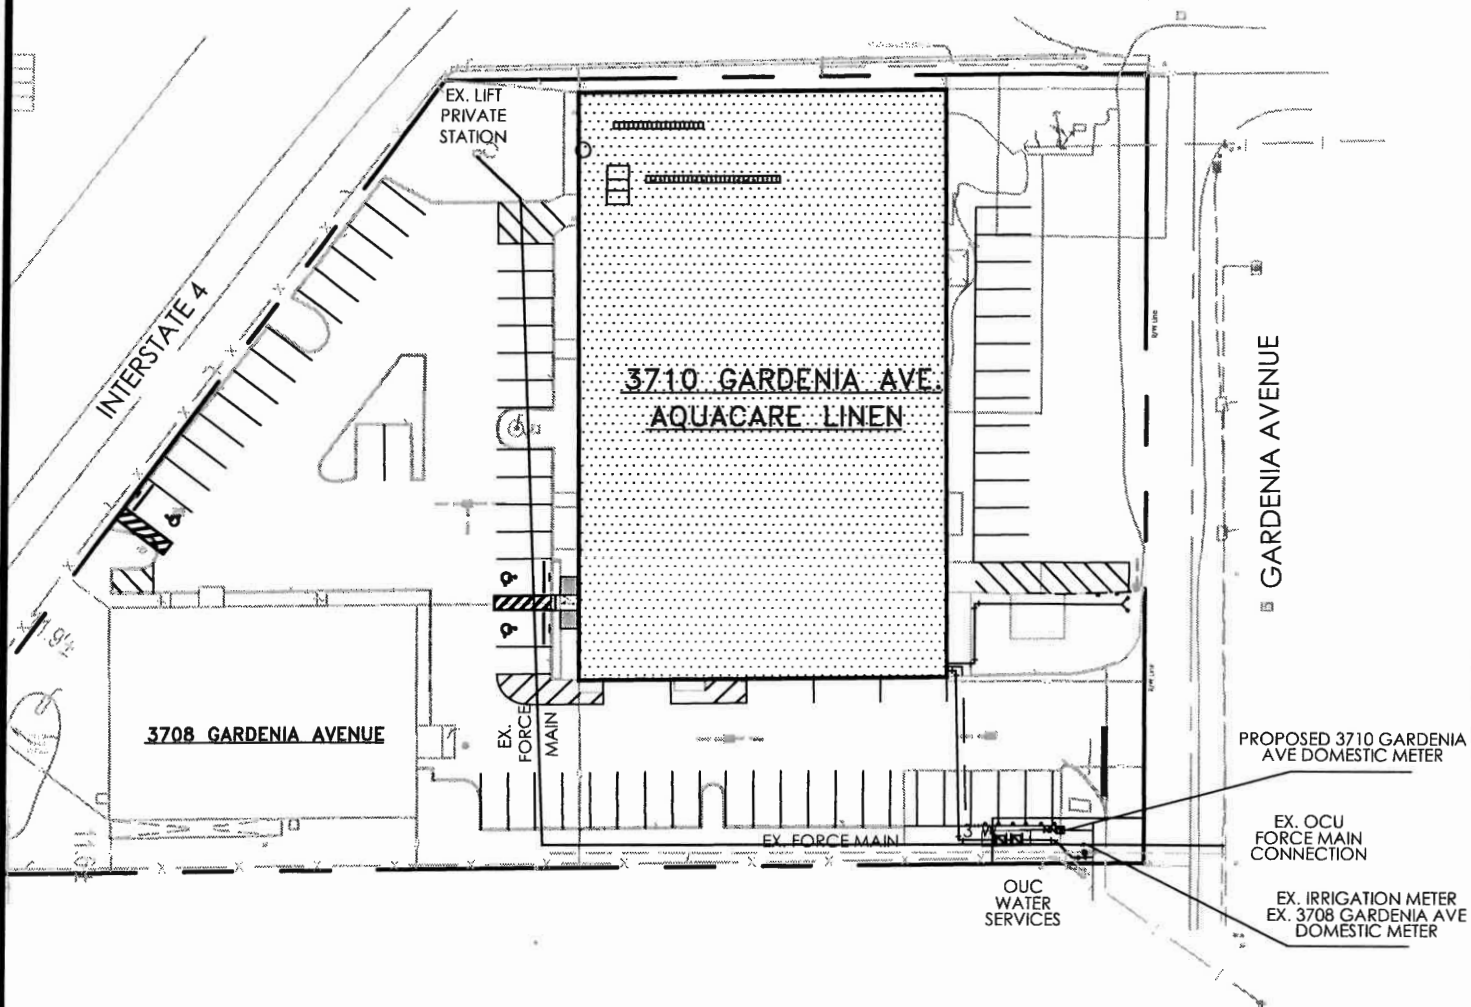 EX. LIFT
PRIVATE
STATION
INTERSTATE 4
3710 GARDENIA AVE.
AQUACARE LINEN
GARDENIA AVENUE
R/W Line
R/W Line
3708 GARDENIA AVENUE
EX.
FORCE
MAIN
PROPOSED 3710 GARDENIA
AVE DOMESTIC METER
EX. FORCE MAIN
EX. OCU
FORCE MAIN
CONNECTION
OUC
WATER
SERVICES
EX. IRRIGATION METER
EX. 3708 GARDENIA AVE
DOMESTIC METER